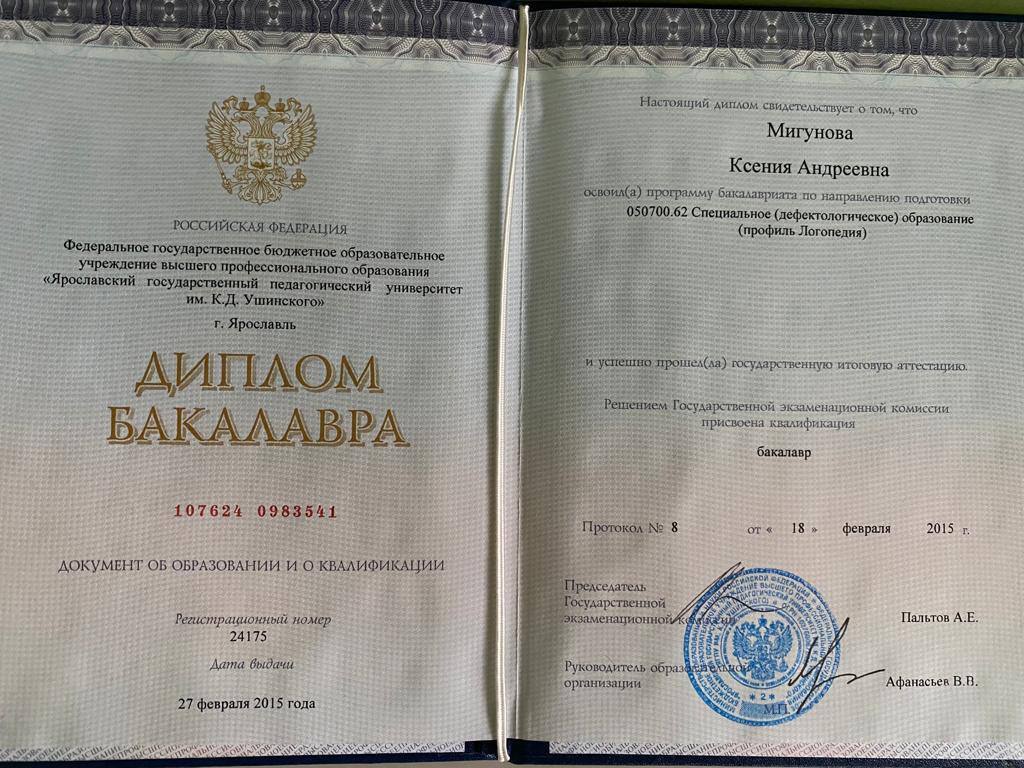 РОССИЙСКАЯ ФЕДЕРАЦИЯ
Федеральное государственное бюджетное образовательное
учреждение высшего профессионального образования
«Ярославский государственный педагогический университет
им. К.Д. Ушинского»
г. Ярославль
ДИПЛОМ
БАКАЛАВРА
107624 0983541
ДОКУМЕНТ ОБ ОБРАЗОВАНИИ И О КВАЛИФИКАЦИИ
Регистрационный номер
24175
Дата выдачи
27 февраля 2015 года
Настоящий диплом свидетельствует о том, что
Мигунова
Ксения Андреевна
освоил(а) программу бакалавриата по направлению подготовки
050700.62 Специальное (дефектологическое) образование
(профиль Логопедия)
и успешно прошел(ла) государственную итоговую аттестацию.
Решением Государственной экзаменационной комиссии
присвоена квалификация
бакалавр
Протокол № 8 от « 18 » февраля 2015 г.
Председатель
Государственной
экзаменационной комиссии
Пальтов А.Е.
Руководитель образовательной
организации
Афанасьев В.В.
М.П.